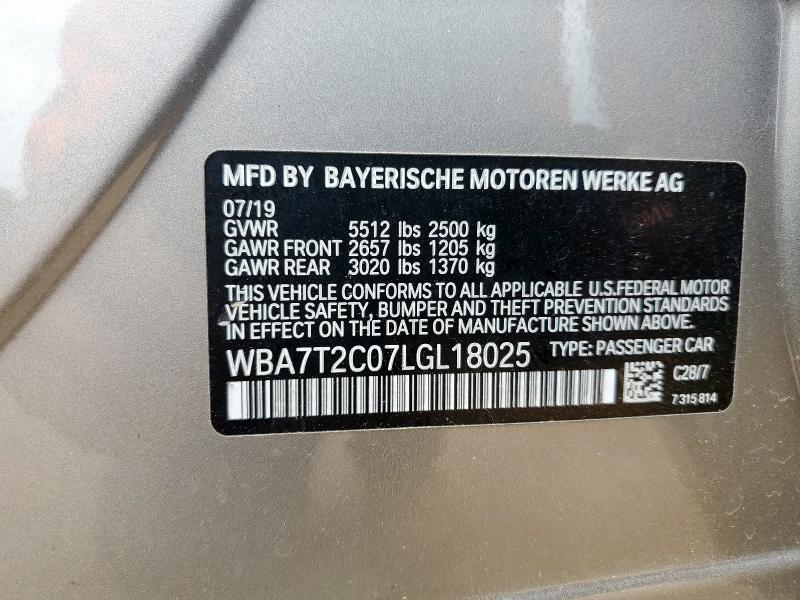 MFD BY BAYERISCHE MOTOREN WERKE AG
07/19
GVWR 5512 lbs 2500 kg
GAWR FRONT 2657 lbs 1205 kg
GAWR REAR 3020 lbs 1370 kg
THIS VEHICLE CONFORMS TO ALL APPLICABLE U.S.FEDERAL MOTOR
VEHICLE SAFETY, BUMPER, AND THEFT PREVENTION STANDARDS
IN EFFECT ON THE DATE OF MANUFACTURE SHOWN ABOVE.
WBA7T2C07LGL18025 TYPE: PASSENGER CAR
C28/7
7 315 814